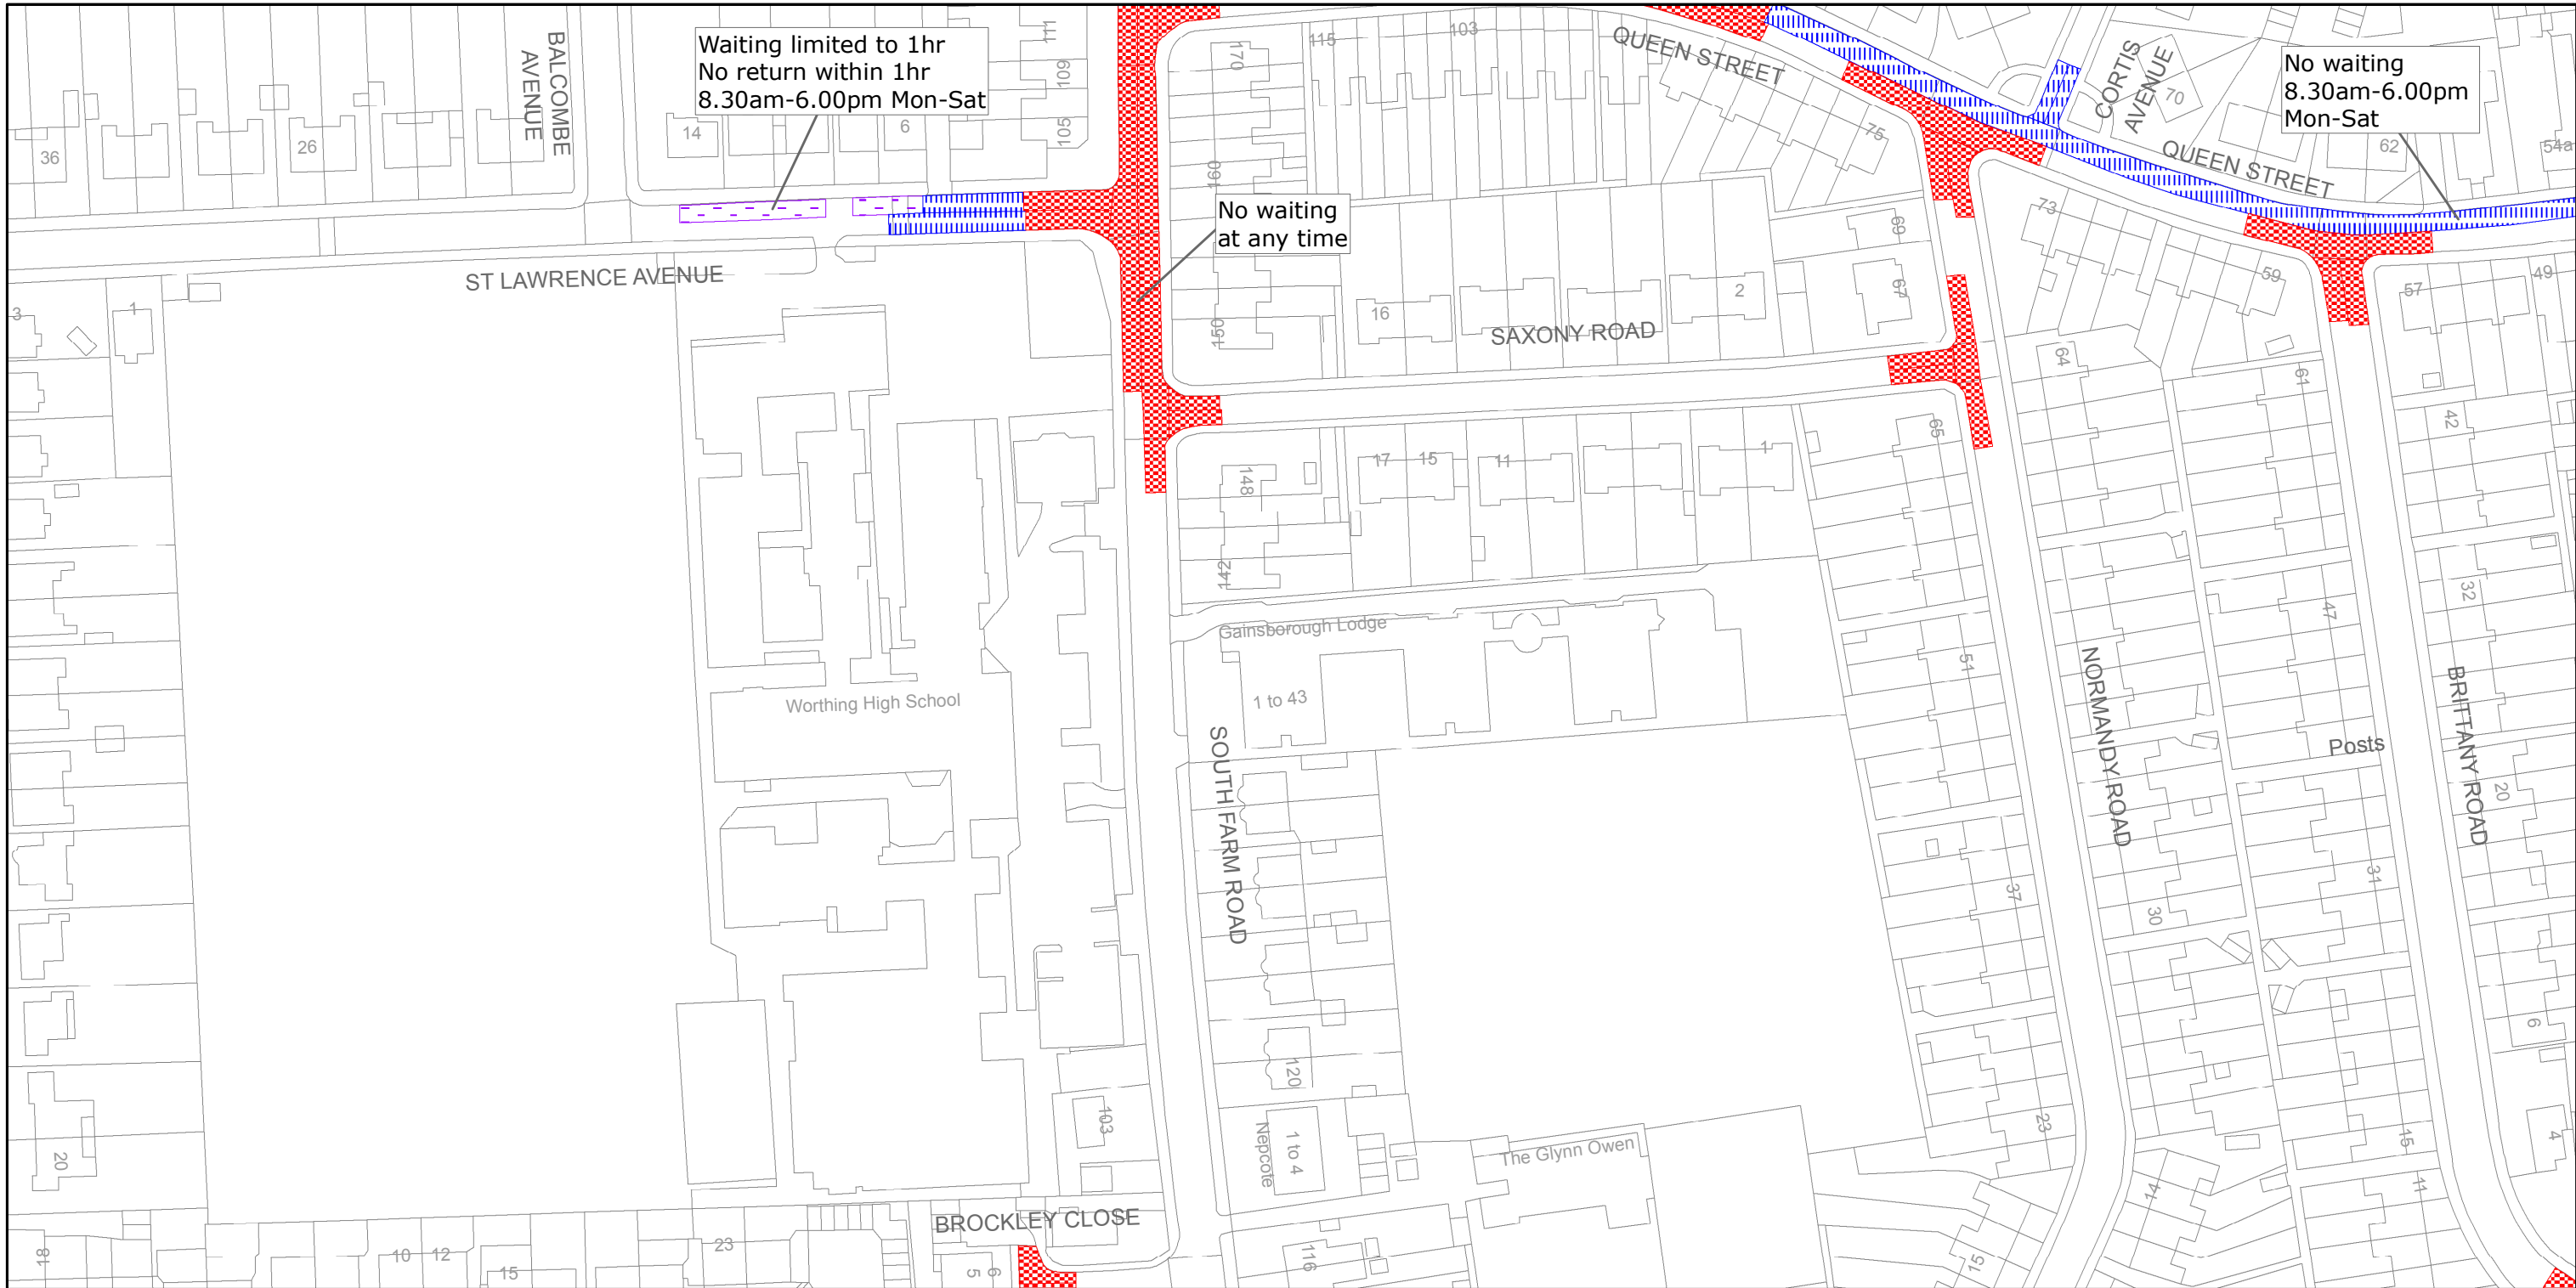 Waiting limited to 1hr
No return within 1hr
8.30am-6.00pm Mon-Sat
No waiting
8.30am-6.00pm
Mon-Sat
No waiting
at any time
BALCOMBE
AVENUE
QUEEN STREET
CORTIS
AVENUE
QUEEN STREET
ST LAWRENCE AVENUE
SAXONY ROAD
36
26
14
6
111
109
105
170
115
103
75
70
62
54a
160
150
16
2
69
67
73
59
57
49
3
1
64
61
42
148
142
17
15
11
1
65
Gainsborough Lodge
1 to 43
51
47
32
Worthing High School
SOUTH FARM ROAD
NORMANDY ROAD
Posts
BRITTANY ROAD
20
37
31
30
6
120
103
Nepcote
1 to 4
The Glynn Owen
23
15
4
20
BROCKLEY CLOSE
18
10
12
15
23
5
6
116
15
14
11